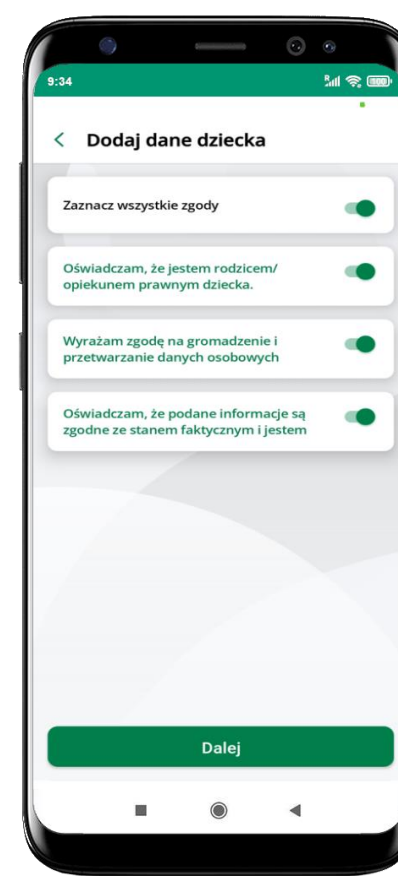 9:34
Dodaj dane dziecka
Zaznacz wszystkie zgody
Oświadczam, że jestem rodzicem/
opiekunem prawnym dziecka.
Wyrażam zgodę na gromadzenie i
przetwarzanie danych osobowych
Oświadczam, że podane informacje są
zgodne ze stanem faktycznym i jestem
Dalej